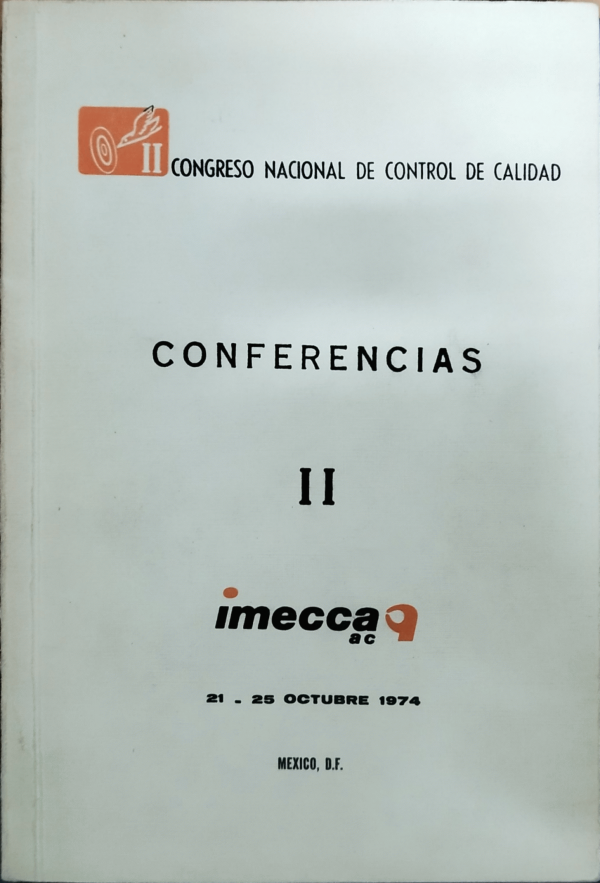 II CONGRESO NACIONAL DE CONTROL DE CALIDAD
CONFERENCIAS
II
imecca
ac
21 - 25 OCTUBRE 1974
MEXICO, D.F.